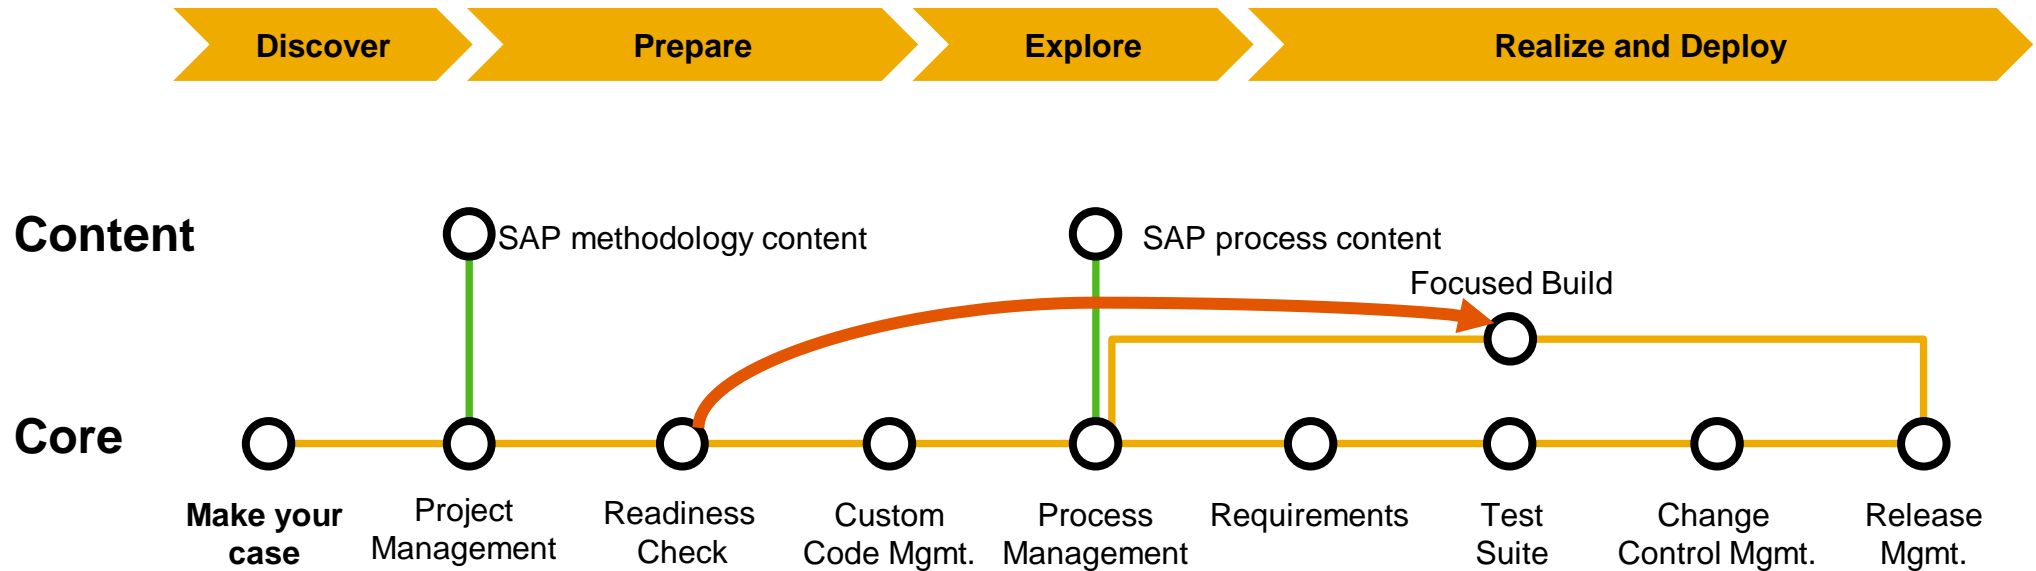 Discover
Prepare
Explore
Realize and Deploy
Content
SAP methodology content
SAP process content
Focused Build
Core
Make your
case
Project
Management
Readiness
Check
Custom
Code Mgmt.
Process
Management
Requirements
Test
Suite
Change
Control Mgmt.
Release
Mgmt.